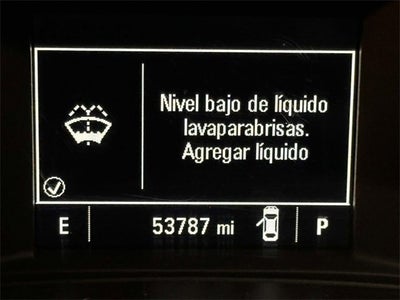 Nivel bajo de líquido
lavaparabrisas.
Agregar líquido
E 53787 mi P